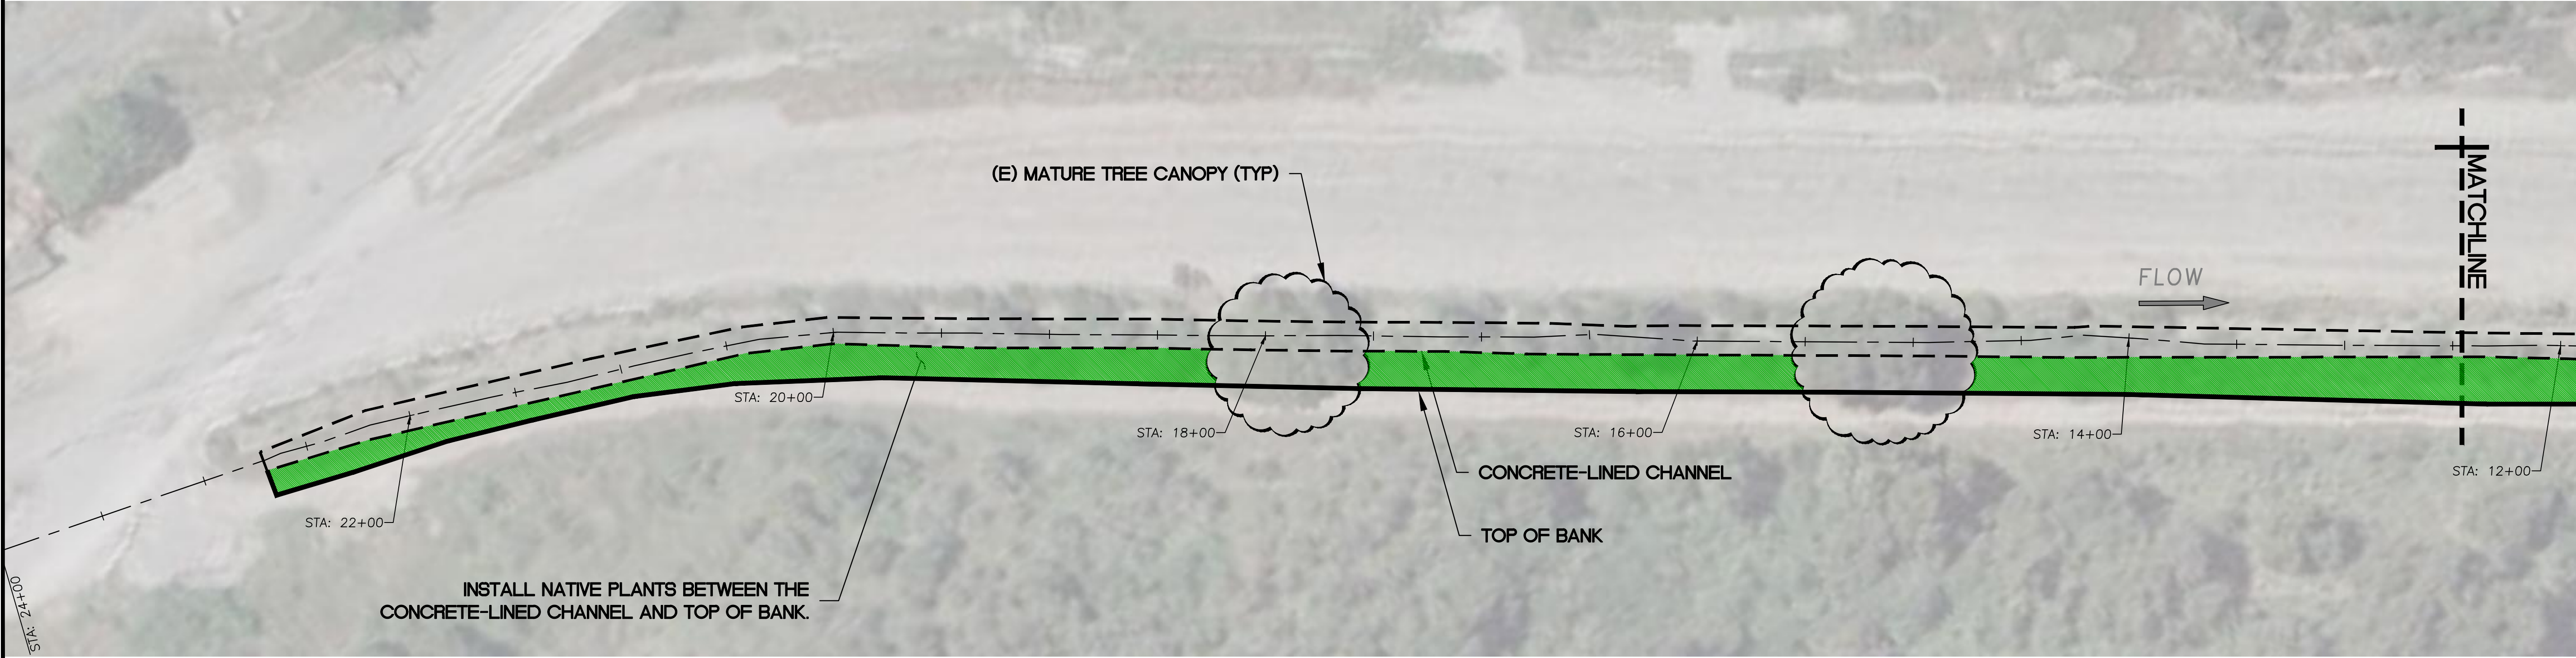 (E) MATURE TREE CANOPY (TYP)
MATCHLINE
FLOW
STA: 20+00
STA: 18+00
STA: 16+00
STA: 14+00
STA: 12+00
CONCRETE-LINED CHANNEL
STA: 22+00
TOP OF BANK
INSTALL NATIVE PLANTS BETWEEN THE
CONCRETE-LINED CHANNEL AND TOP OF BANK.
STA: 24+00